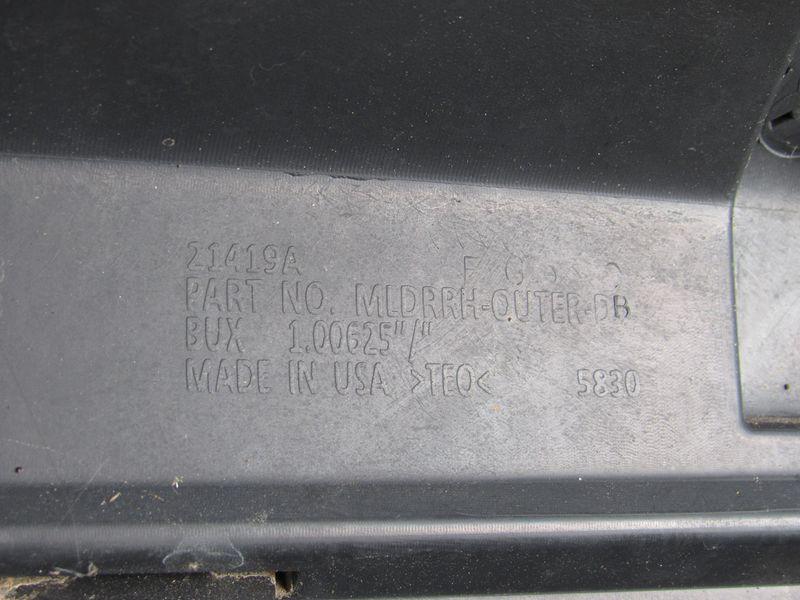 21419A
PART NO. MLDRRH-OUTER-DB
BUX 1.00625"/"
MADE IN USA >TEO< 5830